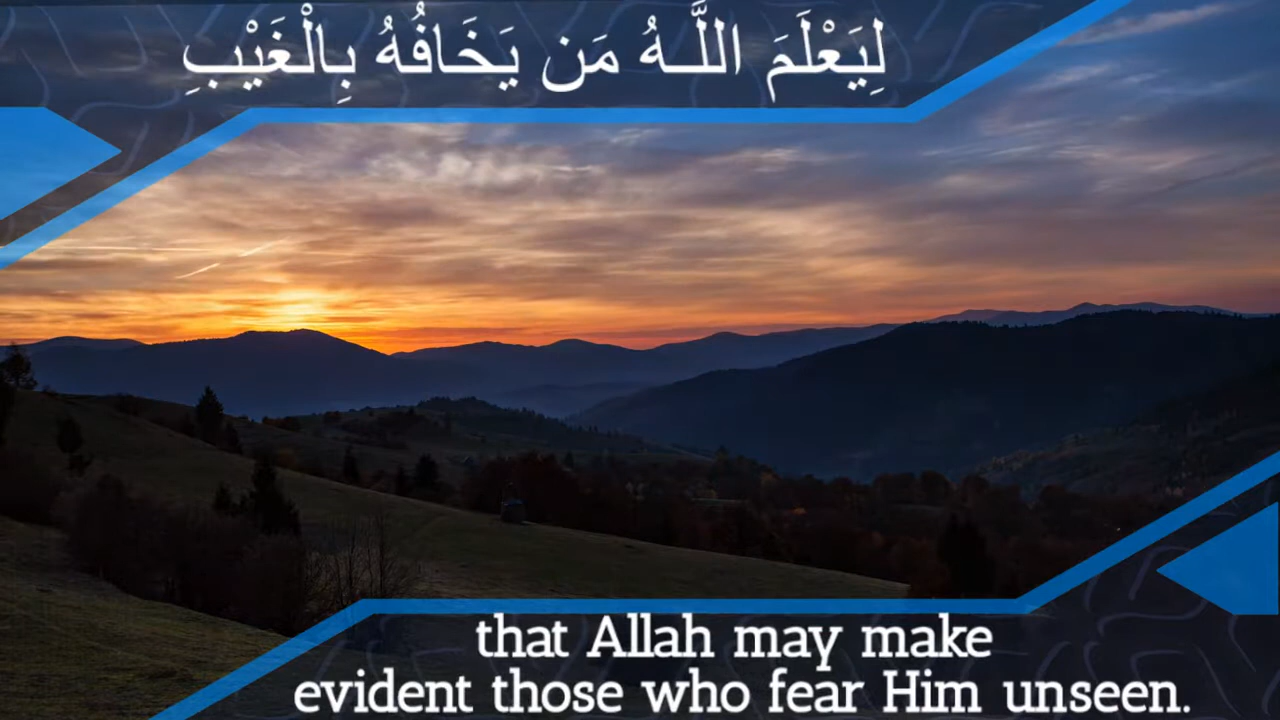 لِيَعْلَمَ اللَّـهُ مَن يَخَافُهُ بِالْغَيْبِ
that Allah may make
evident those who fear Him unseen.